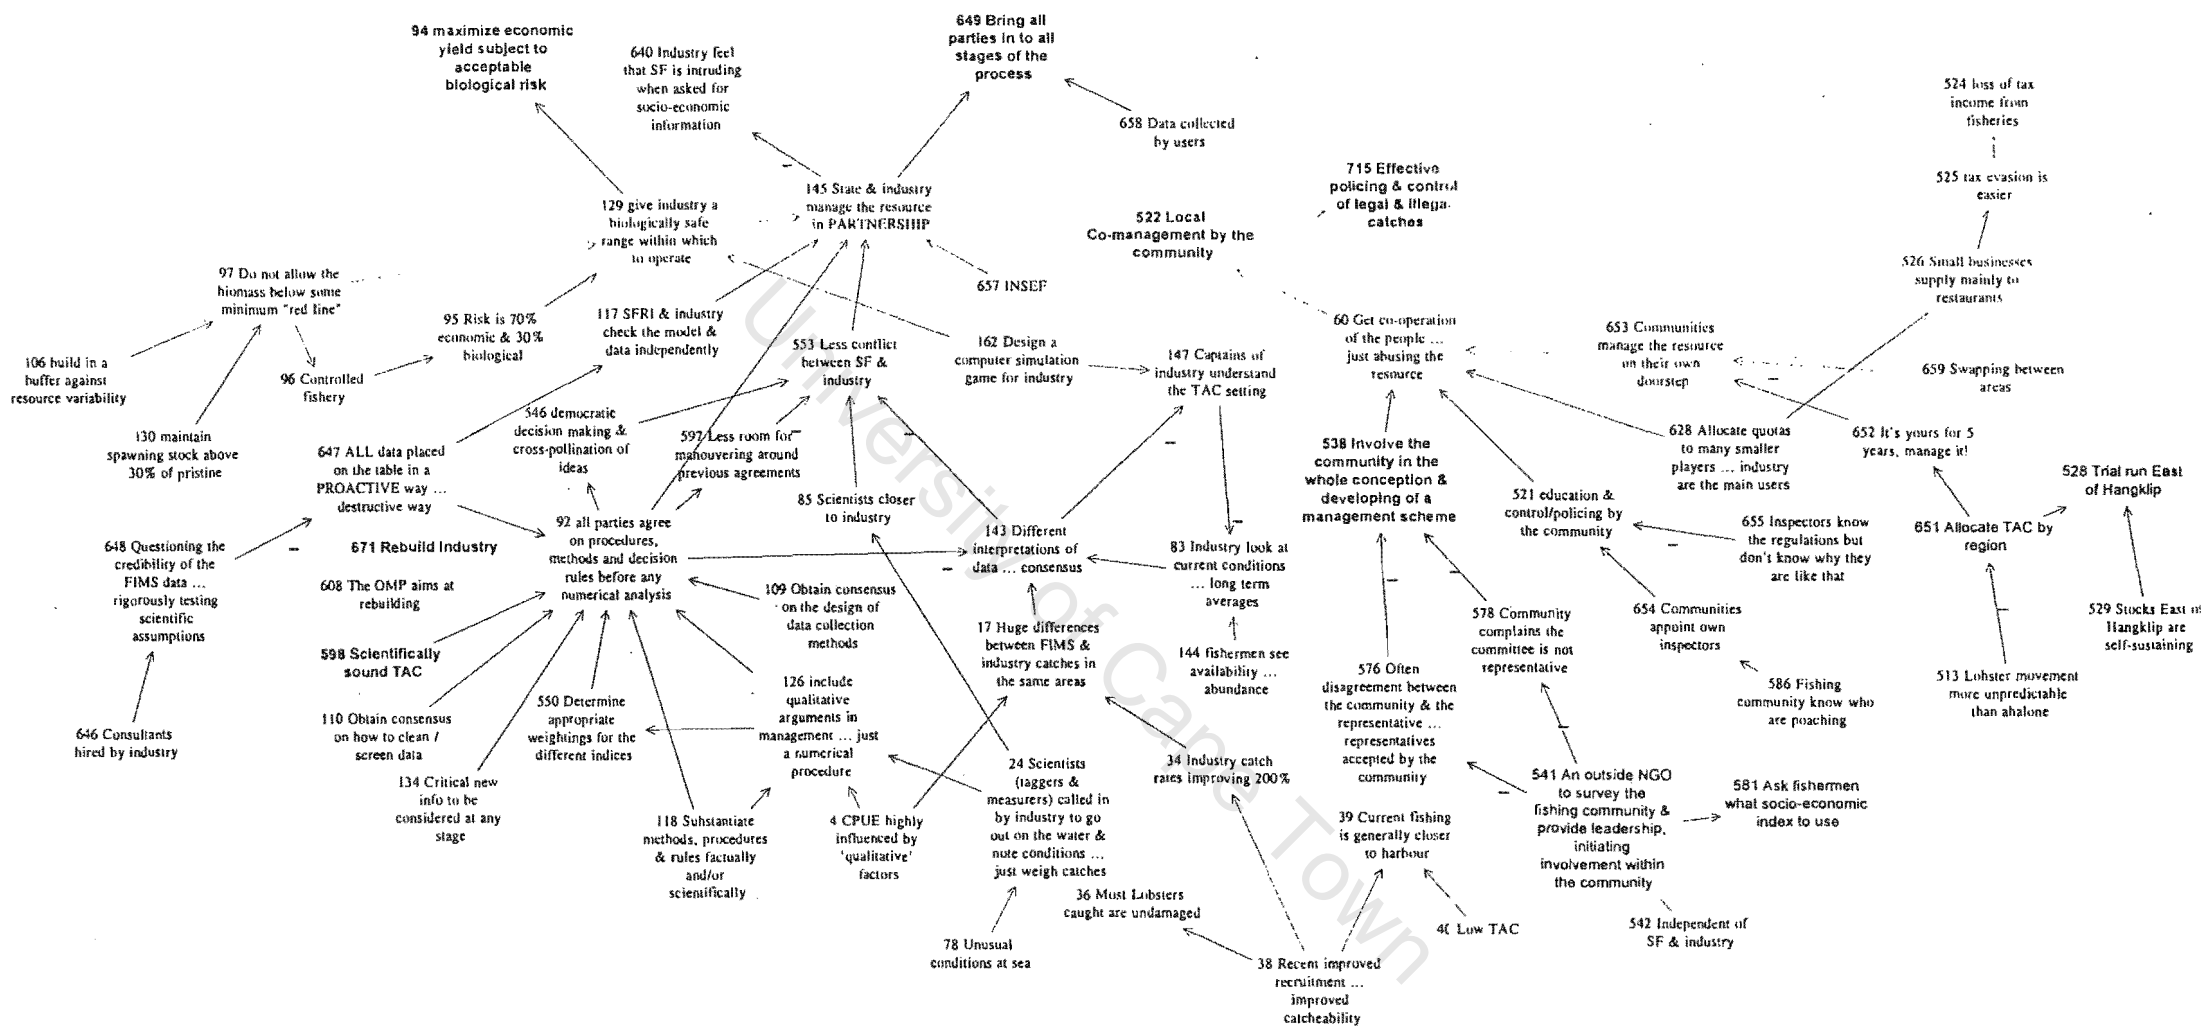 94 maximize economic
yield subject to
acceptable
biological risk
640 Industry feel
that SF is intruding
when asked for
socio-economic
information
649 Bring all
parties in to all
stages of the
process
658 Data collected
by users
524 loss of tax
income from
fisheries
525 tax evasion is
easier
715 Effective
policing & control
of legal & illegal
catches
145 State & industry
manage the resource
in PARTNERSHIP
129 give industry a
biologically safe
range within which
to operate
522 Local
Co-management by the
community
526 Small businesses
supply mainly to
restaurants
97 Do not allow the
biomass below some
minimum "red line"
657 INSEF
95 Risk is 70%
economic & 30%
biological
117 SFRI & industry
check the model &
data independently
553 Less conflict
between SF &
industry
162 Design a
computer simulation
game for industry
147 Captains of
industry understand
the TAC setting
60 Get co-operation
of the people ...
just abusing the
resource
653 Communities
manage the resource
on their own
doorstep
659 Swapping between
areas
106 build in a
buffer against
resource variability
96 Controlled
fishery
130 maintain
spawning stock above
30% of pristine
647 ALL data placed
on the table in a
PROACTIVE way ...
destructive way
546 democratic
decision making &
cross-pollination of
ideas
597 Less room for
manouvering around
previous agreements
85 Scientists closer
to industry
538 Involve the
community in the
whole conception &
developing of a
management scheme
628 Allocate quotas
to many smaller
players ... industry
are the main users
652 It's yours for 5
years, manage it!
528 Trial run East
of Hangklip
521 education &
control/policing by
the community
655 Inspectors know
the regulations but
don't know why they
are like that
651 Allocate TAC by
region
648 Questioning the
credibility of the
FIMS data ...
rigorously testing
scientific
assumptions
671 Rebuild Industry
608 The OMP aims at
rebuilding
92 all parties agree
on procedures,
methods and decision
rules before any
numerical analysis
143 Different
interpretations of
data ... consensus
83 Industry look at
current conditions
... long term
averages
109 Obtain consensus
on the design of
data collection
methods
17 Huge differences
between FIMS &
industry catches in
the same areas
144 fishermen see
availability ...
abundance
578 Community
complains the
committee is not
representative
654 Communities
appoint own
inspectors
529 Stocks East of
Hangklip are
self-sustaining
598 Scientifically
sound TAC
576 Often
disagreement between
the community & the
representative ...
representatives
accepted by the
community
586 Fishing
community know who
are poaching
513 Lobster movement
more unpredictable
than abalone
646 Consultants
hired by industry
110 Obtain consensus
on how to clean /
screen data
550 Determine
appropriate
weightings for the
different indices
126 include
qualitative
arguments in
management ... just
a numerical
procedure
134 Critical new
info to be
considered at any
stage
118 Substantiate
methods, procedures
& rules factually
and/or
scientifically
4 CPUE highly
influenced by
'qualitative'
factors
24 Scientists
(taggers &
measurers) called in
by industry to go
out on the water &
note conditions ...
just weigh catches
34 Industry catch
rates improving 200%
39 Current fishing
is generally closer
to harbour
541 An outside NGO
to survey the
fishing community &
provide leadership,
initiating
involvement within
the community
581 Ask fishermen
what socio-economic
index to use
36 Most Lobsters
caught are undamaged
78 Unusual
conditions at sea
40 Low TAC
542 Independent of
SF & industry
38 Recent improved
recruitment ...
improved
catcheability
University of Cape Town